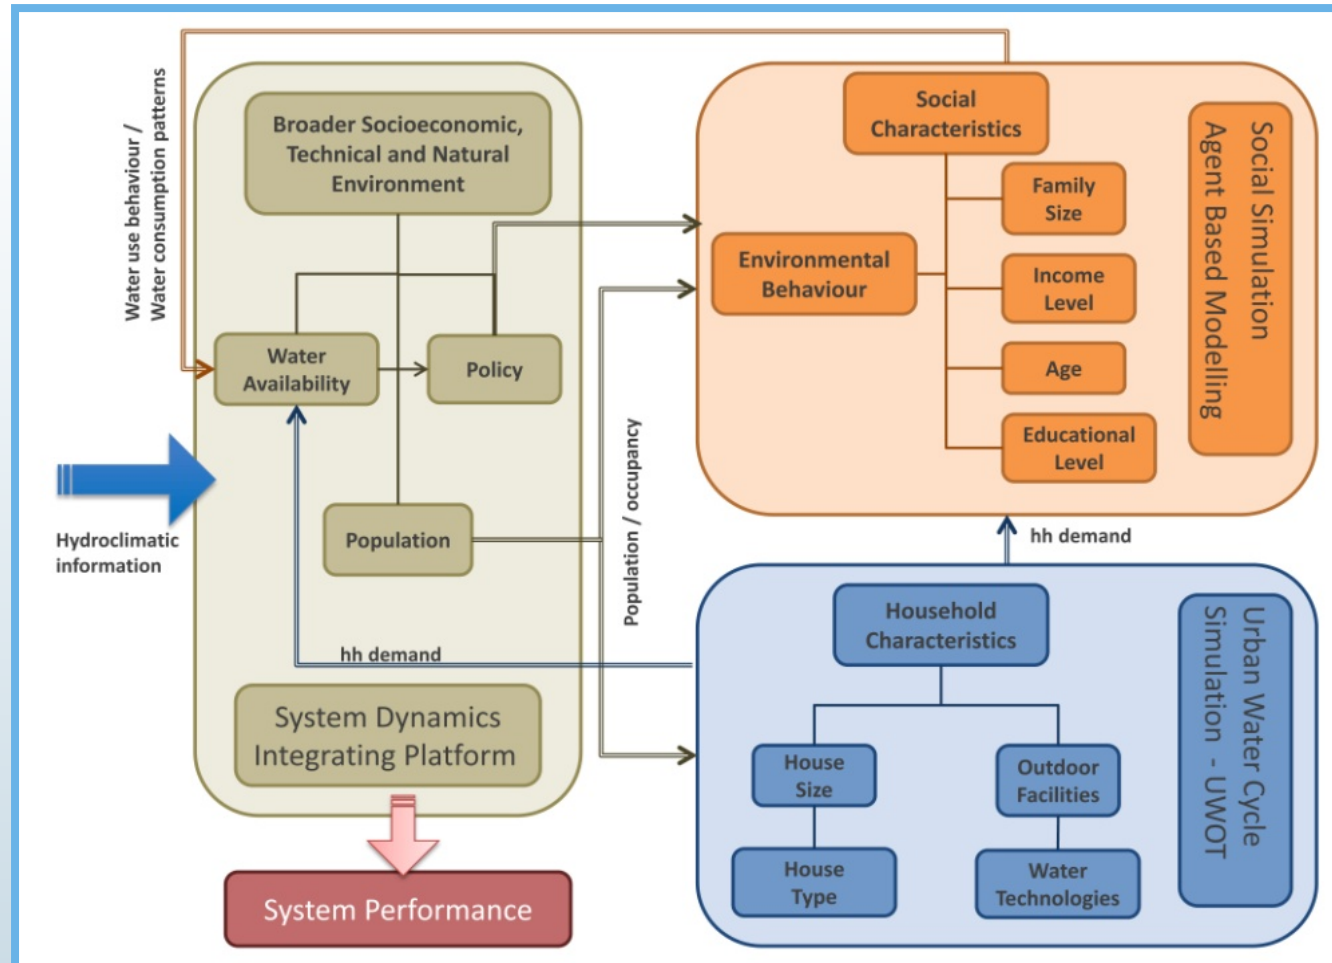 Water use behaviour /
Water consumption patterns
Broader Socioeconomic,
Technical and Natural
Environment
Water
Availability
Policy
Population
Hydroclimatic
information
hh demand
System Dynamics
Integrating Platform
System Performance
Population / occupancy
Social
Characteristics
Environmental
Behaviour
Family
Size
Income
Level
Age
Educational
Level
Social Simulation
Agent Based Modelling
hh demand
Household
Characteristics
House
Size
House
Type
Outdoor
Facilities
Water
Technologies
Urban Water Cycle
Simulation - UWOT